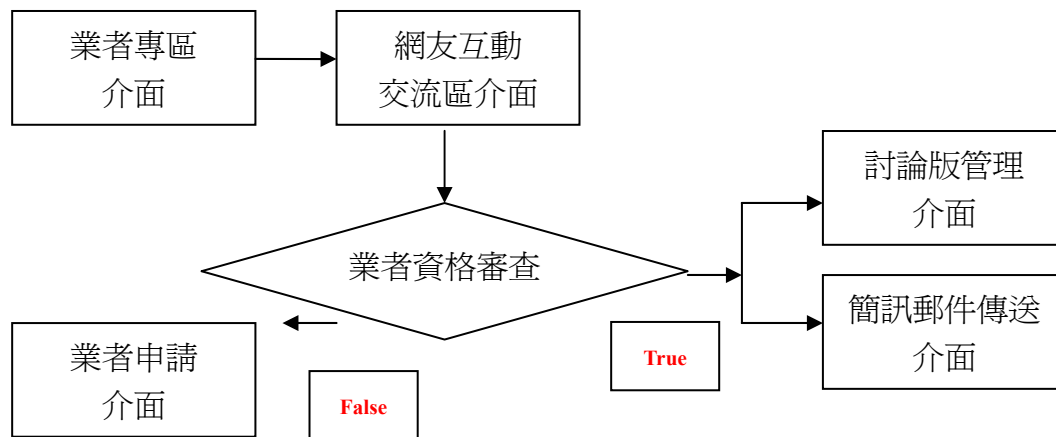 業者專區
介面
網友互動
交流區介面
討論版管理
介面
業者資格審查
簡訊郵件傳送
介面
業者申請
介面
True
False